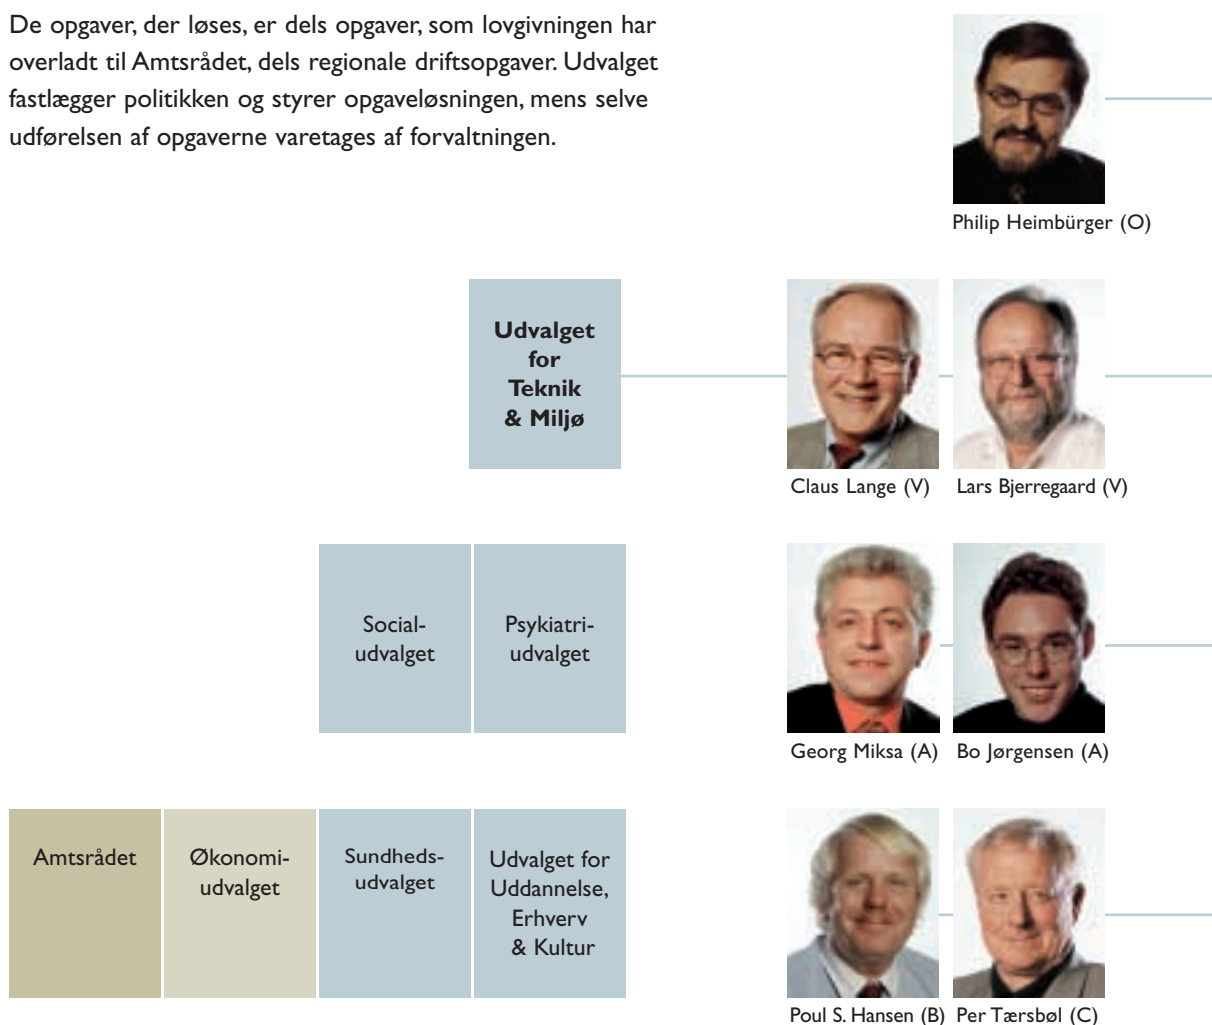 De opgaver, der løses, er dels opgaver, som lovgivningen har
overladt til Amtsrådet, dels regionale driftsopgaver. Udvalget
fastlægger politikken og styrer opgaveløsningen, mens selve
udførelsen af opgaverne varetages af forvaltningen.
Philip Heimbürger (O)
Udvalget
for
Teknik
& Miljø
Claus Lange (V)
Lars Bjerregaard (V)
Social-
udvalget
Psykiatri-
udvalget
Georg Miksa (A)
Bo Jørgensen (A)
Amtsrådet
Økonomi-
udvalget
Sundheds-
udvalget
Udvalget for
Uddannelse,
Erhverv
& Kultur
Poul S. Hansen (B)
Per Tærsbøl (C)